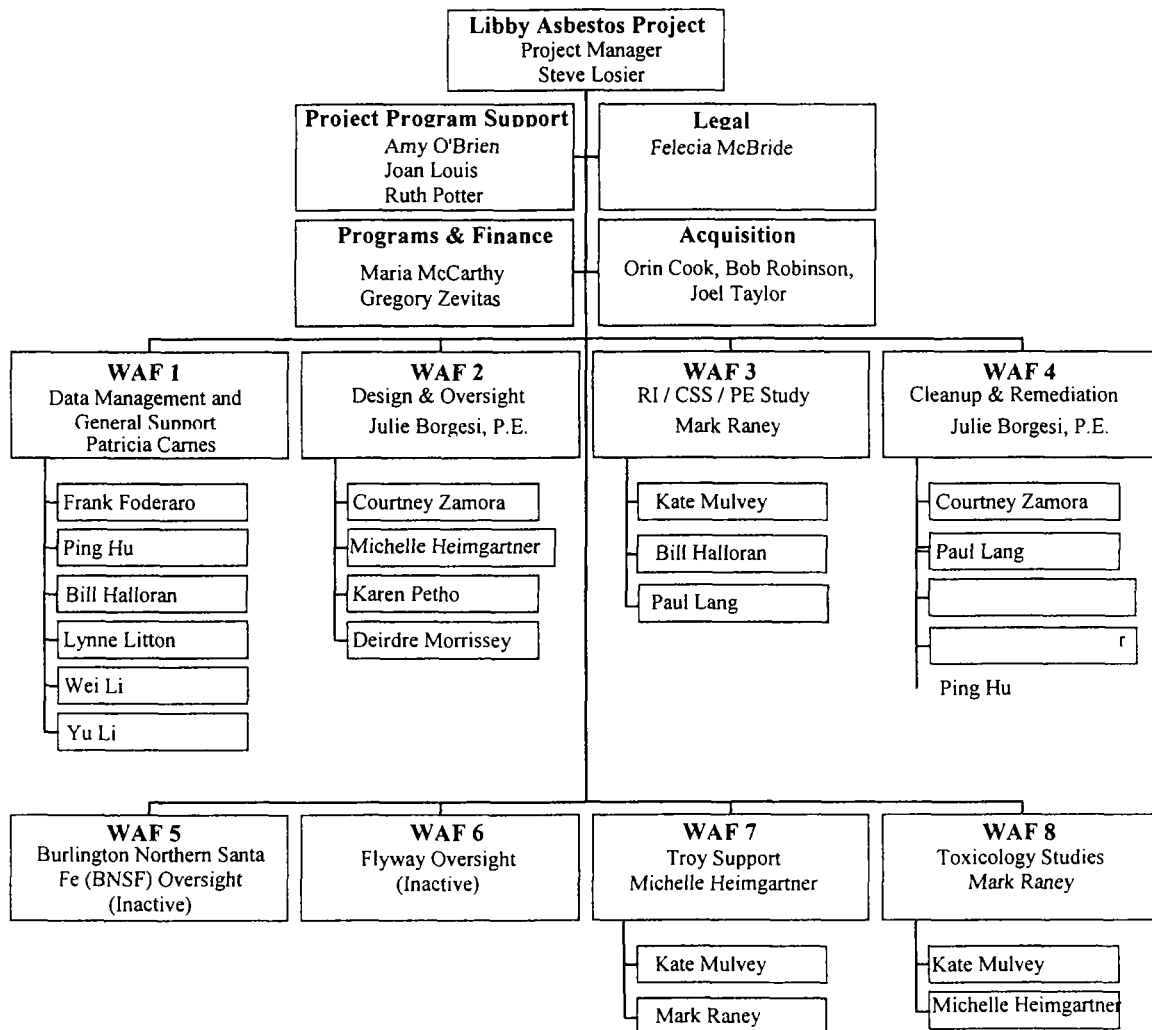 Libby Asbestos Project
Project Manager
Steve Losier
Project Program Support
Amy O'Brien
Joan Louis
Ruth Potter
Legal
Felecia McBride
Programs & Finance
Maria McCarthy
Gregory Zevitas
Acquisition
Orin Cook, Bob Robinson,
Joel Taylor
WAF 1
Data Management and
General Support
Patricia Carnes
Frank Foderaro
Ping Hu
Bill Halloran
Lynne Litton
Wei Li
Yu Li
WAF 2
Design & Oversight
Julie Borgesi, P.E.
Courtney Zamora
Michelle Heimgartner
Karen Petho
Deirdre Morrissey
WAF 3
RI / CSS / PE Study
Mark Raney
Kate Mulvey
Bill Halloran
Paul Lang
WAF 4
Cleanup & Remediation
Julie Borgesi, P.E.
Courtney Zamora
Paul Lang
r
Ping Hu
WAF 5
Burlington Northern Santa
Fe (BNSF) Oversight
(Inactive)
WAF 6
Flyway Oversight
(Inactive)
WAF 7
Troy Support
Michelle Heimgartner
Kate Mulvey
Mark Raney
WAF 8
Toxicology Studies
Mark Raney
Kate Mulvey
Michelle Heimgartner